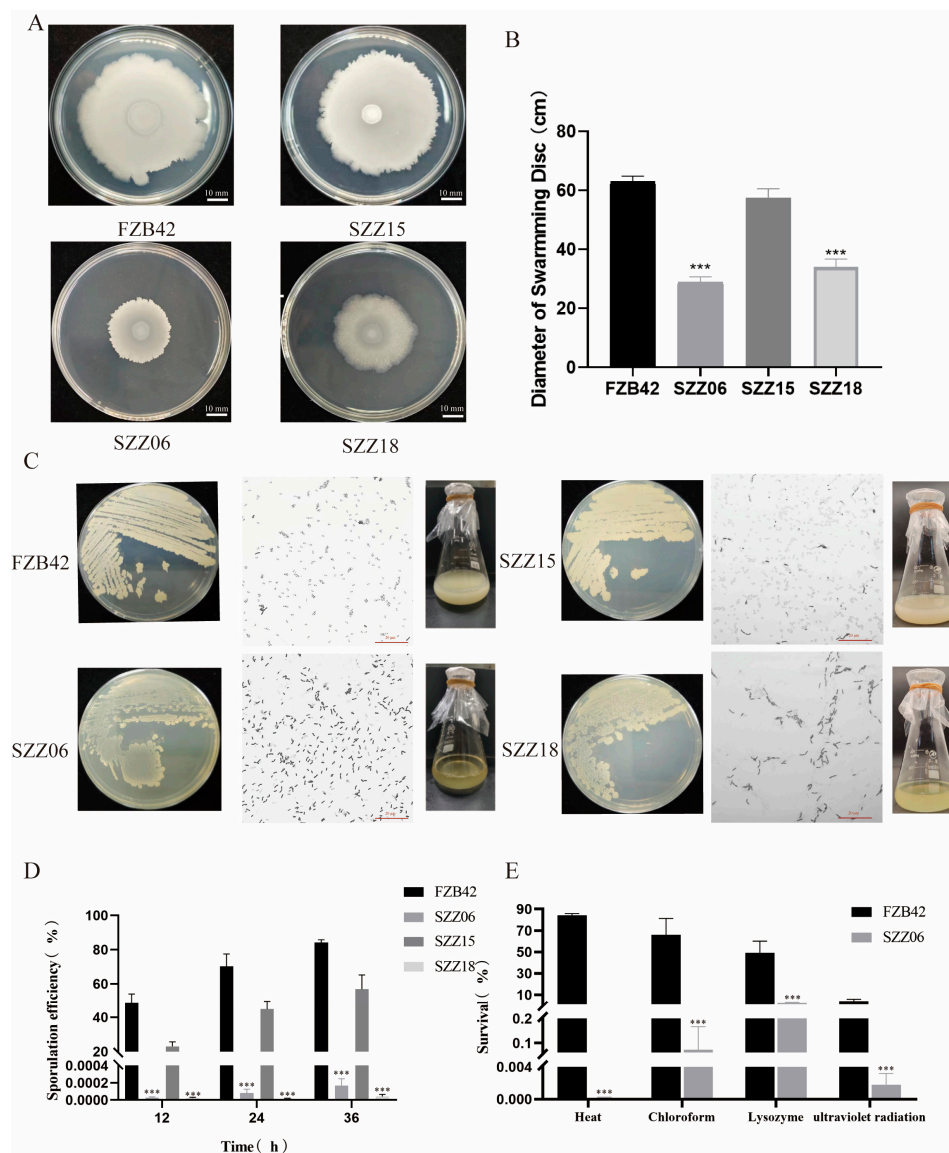 A
10 mm
FZB42
10 mm
SZZ15
10 mm
SZZ06
10 mm
SZZ18
B
Diameter of Swarmming Disc (cm)
80
60
40
20
0
***
***
FZB42 SZZ06 SZZ15 SZZ18
C
FZB42
SZZ15
SZZ06
SZZ18
D
FZB42
SZZ06
SZZ15
SZZ18
Sporulation efficiency( %)
100
80
60
40
20
0.0004
0.0002
0.0000
*** *** *** *** *** ***
12 24 36
Time( h)
E
FZB42
SZZ06
Survival( %)
90
70
50
30
10
0.2
0.1
0.004
0.000
*** *** *** ***
Heat Chloroform Lysozyme ultraviolet radiation